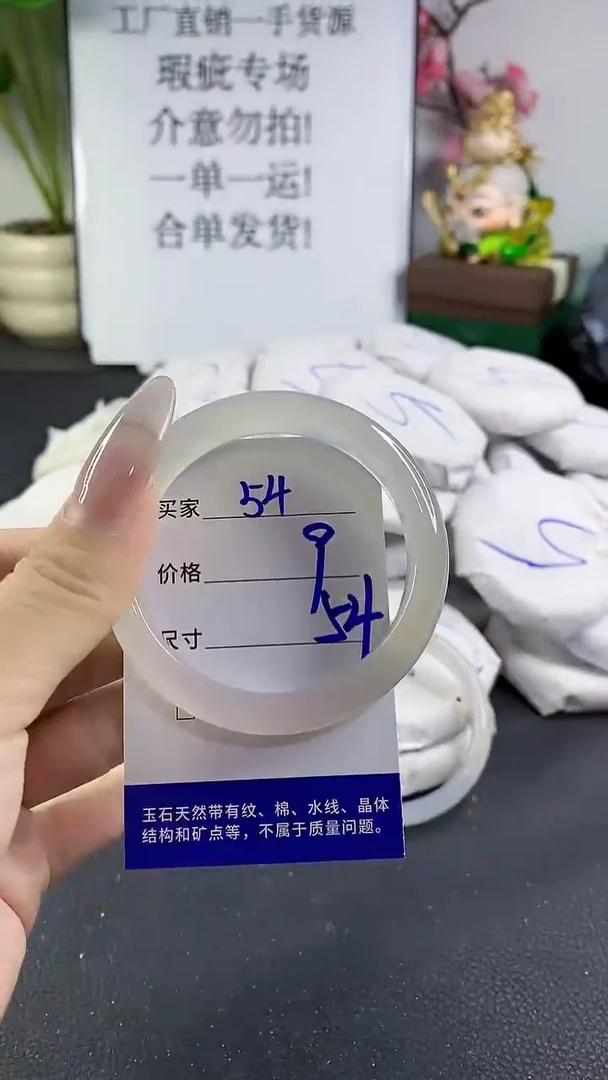 工厂直销一手货源
瑕疵专场
介意勿拍!
一单一运!
合单发货!
买家 54
价格
尺寸 54
玉石天然带有纹、棉、水线、晶体
结构和矿点等，不属于质量问题。